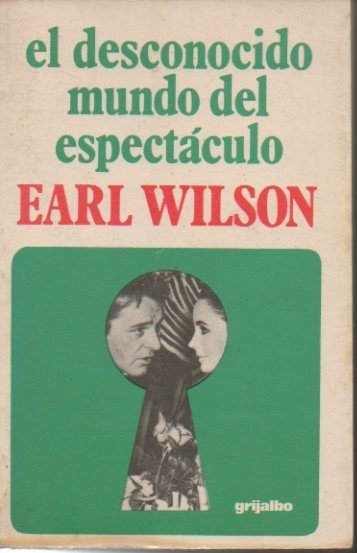 el desconocido
mundo del
espectáculo
EARL WILSON
grijalbo